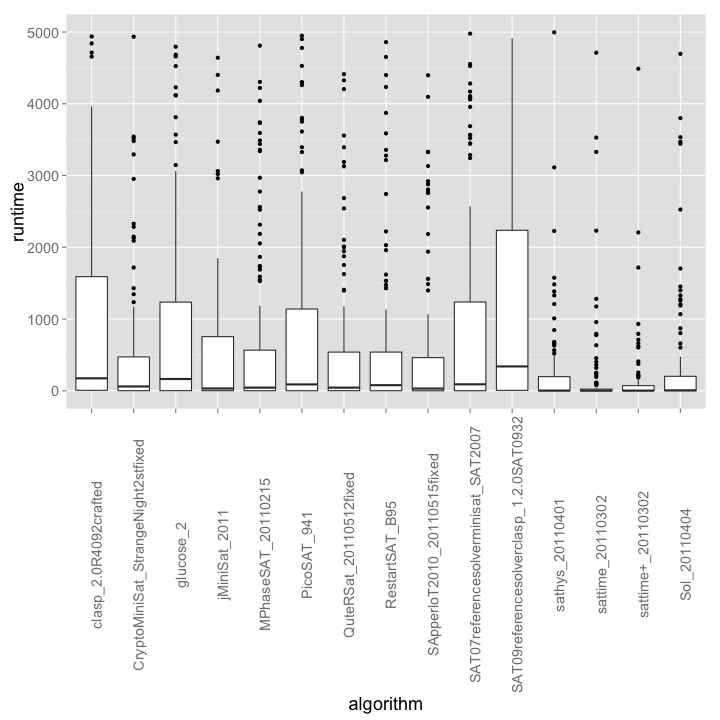 5000
4000
3000
2000
1000
0
runtime
clasp_2.0R4092crafted
CryptoMiniSat_StrangeNight2stfixed
glucose_2
jMiniSat_2011
MPhaseSAT_20110215
PicoSAT_941
QuteRSat_20110512fixed
RestartSAT_B95
SApperloT2010_20110515fixed
SAT07referencesolverminisat_SAT2007
SAT09referencesolverclasp_1.2.0SAT0932
sathys_20110401
sattime_20110302
sattime+_20110302
Sol_20110404
algorithm